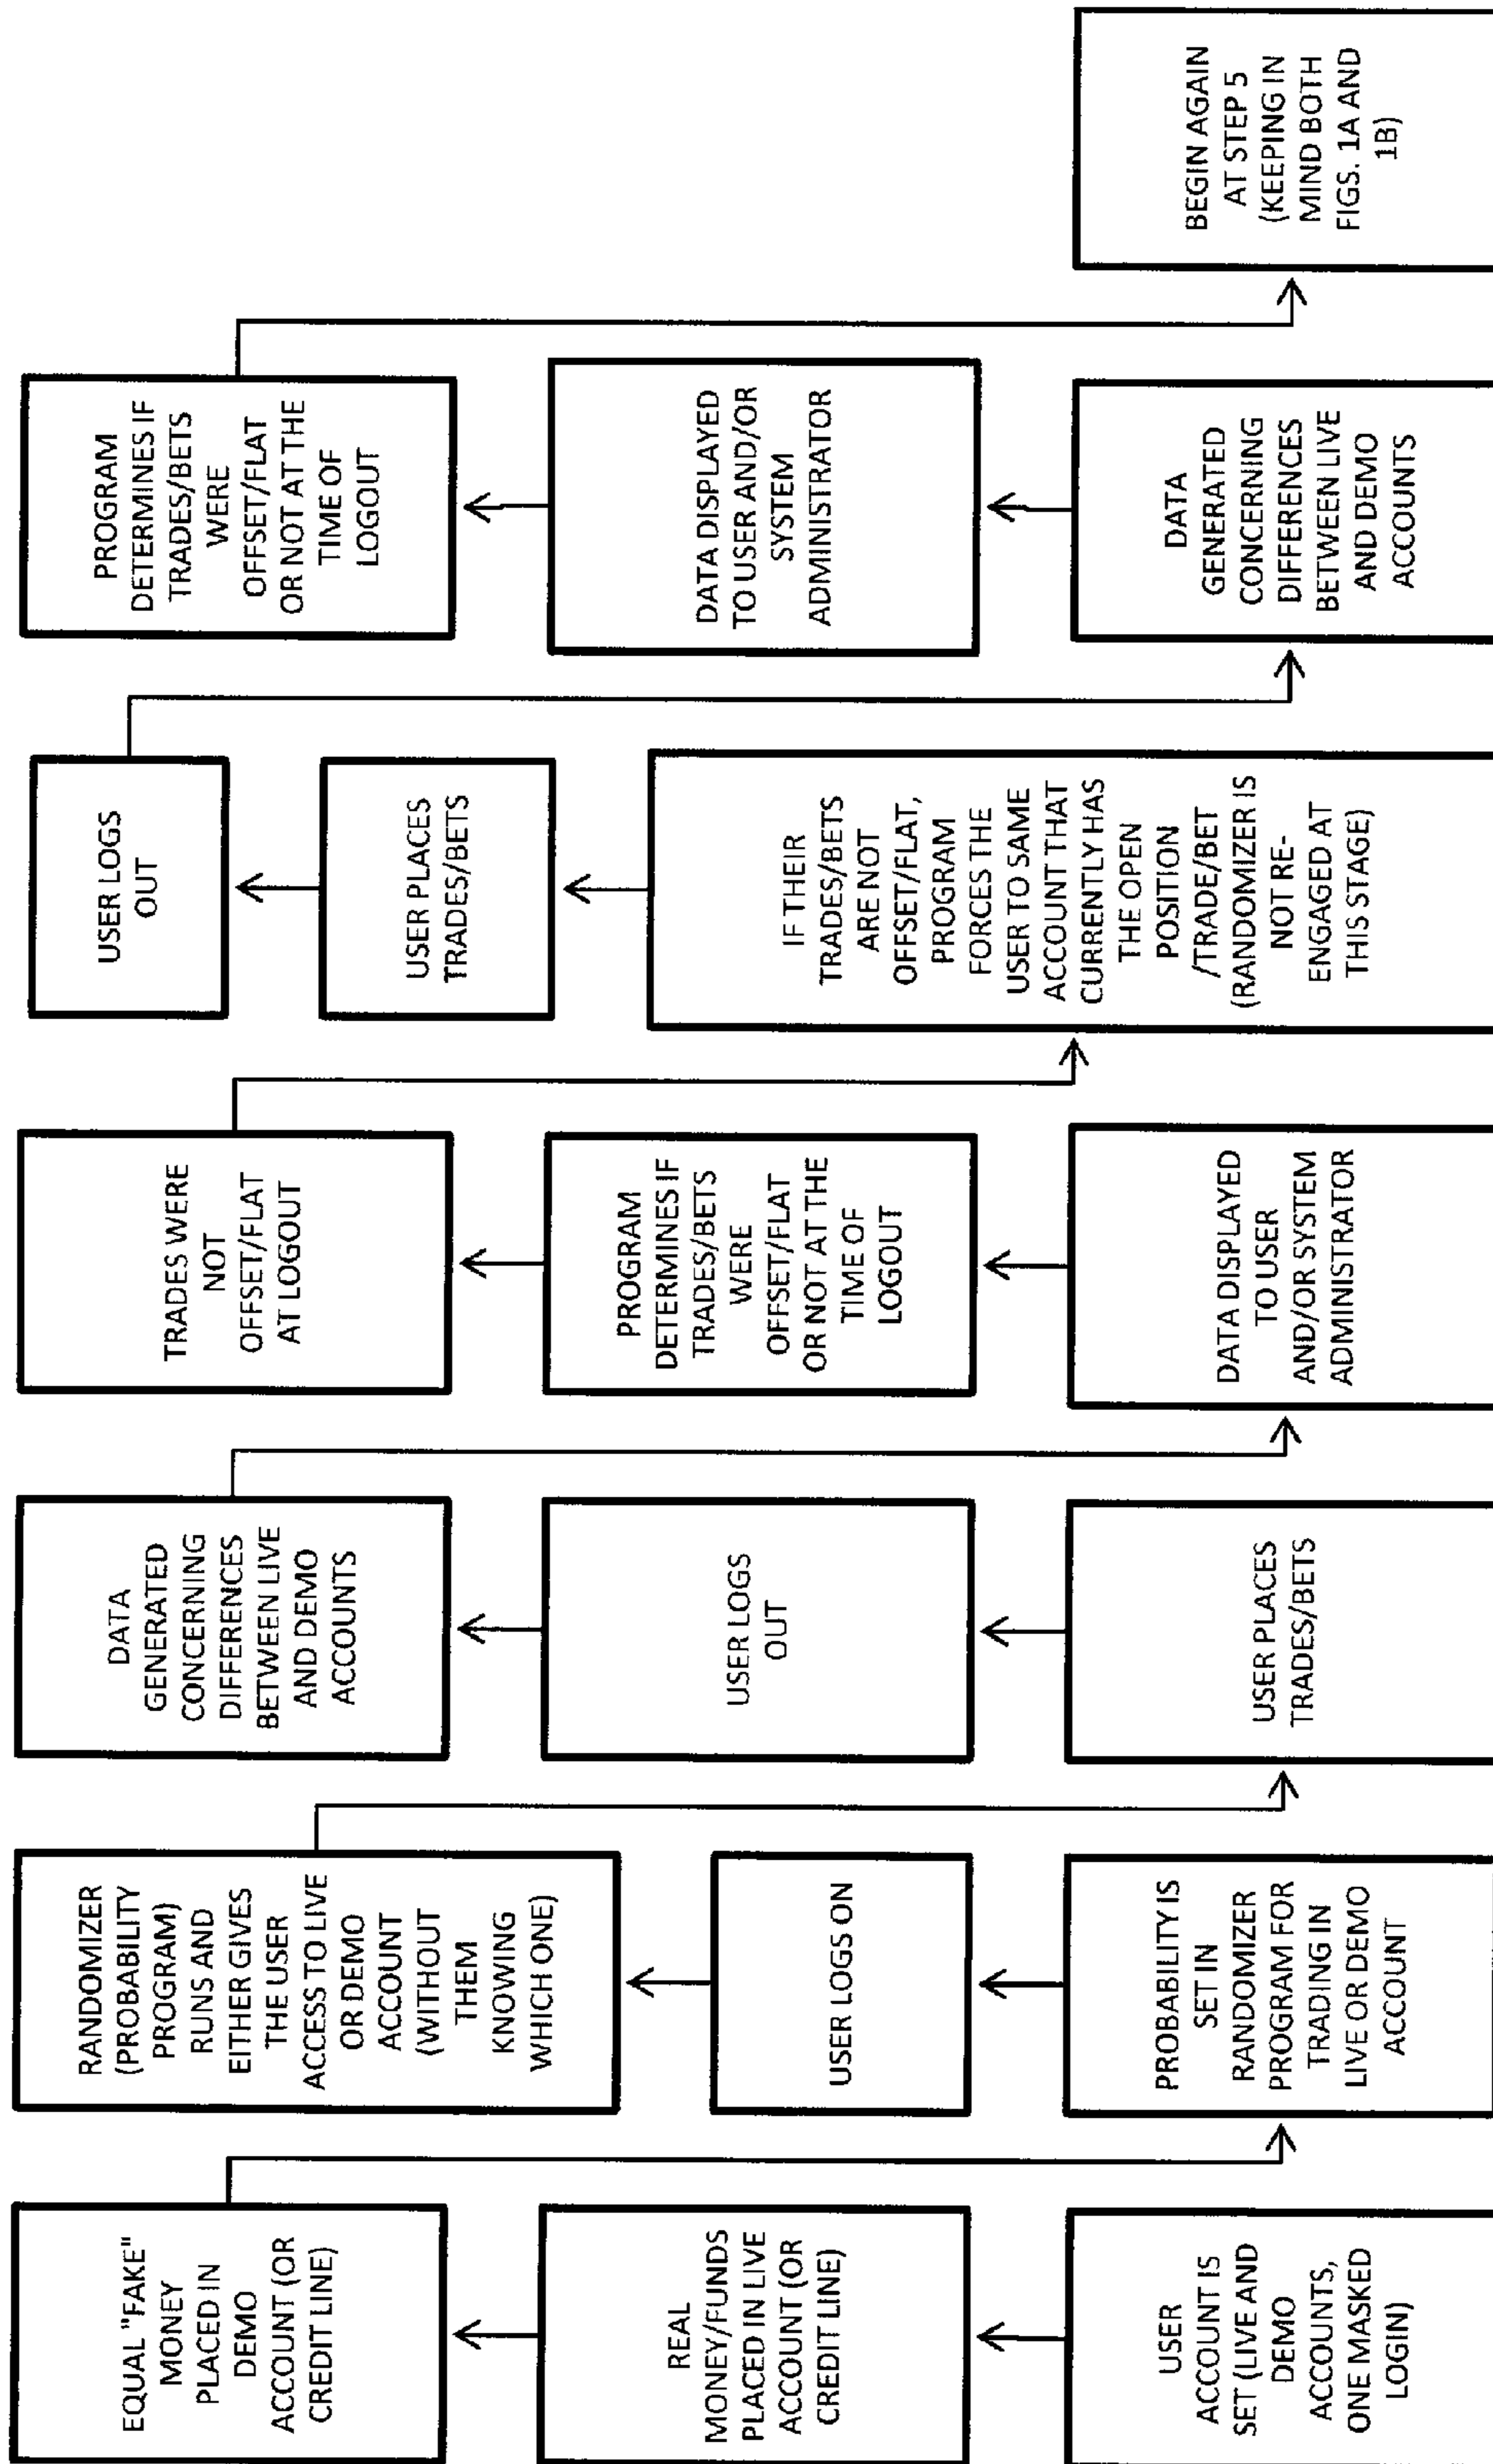 USER
ACCOUNT IS
SET (LIVE AND
DEMO
ACCOUNTS,
ONE MASKED
LOGIN)
REAL
MONEY/FUNDS
PLACED IN LIVE
ACCOUNT (OR
CREDIT LINE)
EQUAL "FAKE"
MONEY
PLACED IN
DEMO
ACCOUNT (OR
CREDIT LINE)
PROBABILITY IS
SET IN
RANDOMIZER
PROGRAM FOR
TRADING IN
LIVE OR DEMO
ACCOUNT
USER LOGS ON
RANDOMIZER
(PROBABILITY
PROGRAM)
RUNS AND
EITHER GIVES
THE USER
ACCESS TO LIVE
OR DEMO
ACCOUNT
(WITHOUT
THEM
KNOWING
WHICH ONE)
USER PLACES
TRADES/BETS
USER LOGS
OUT
DATA
GENERATED
CONCERNING
DIFFERENCES
BETWEEN LIVE
AND DEMO
ACCOUNTS
DATA DISPLAYED
TO USER
AND/OR SYSTEM
ADMINISTRATOR
PROGRAM
DETERMINES IF
TRADES/BETS
WERE
OFFSET/FLAT
OR NOT AT THE
TIME OF
LOGOUT
TRADES WERE
NOT
OFFSET/FLAT
AT LOGOUT
IF THEIR
TRADES/BETS
ARE NOT
OFFSET/FLAT,
PROGRAM
FORCES THE
USER TO SAME
ACCOUNT THAT
CURRENTLY HAS
THE OPEN
POSITION
/TRADE/BET
(RANDOMIZER IS
NOT RE-
ENGAGED AT
THIS STAGE)
USER PLACES
TRADES/BETS
USER LOGS
OUT
DATA
GENERATED
CONCERNING
DIFFERENCES
BETWEEN LIVE
AND DEMO
ACCOUNTS
DATA DISPLAYED
TO USER AND/OR
SYSTEM
ADMINISTRATOR
PROGRAM
DETERMINES IF
TRADES/BETS
WERE
OFFSET/FLAT
OR NOT AT THE
TIME OF
LOGOUT
BEGIN AGAIN
AT STEP 5
(KEEPING IN
MIND BOTH
FIGS. 1A AND
1B)